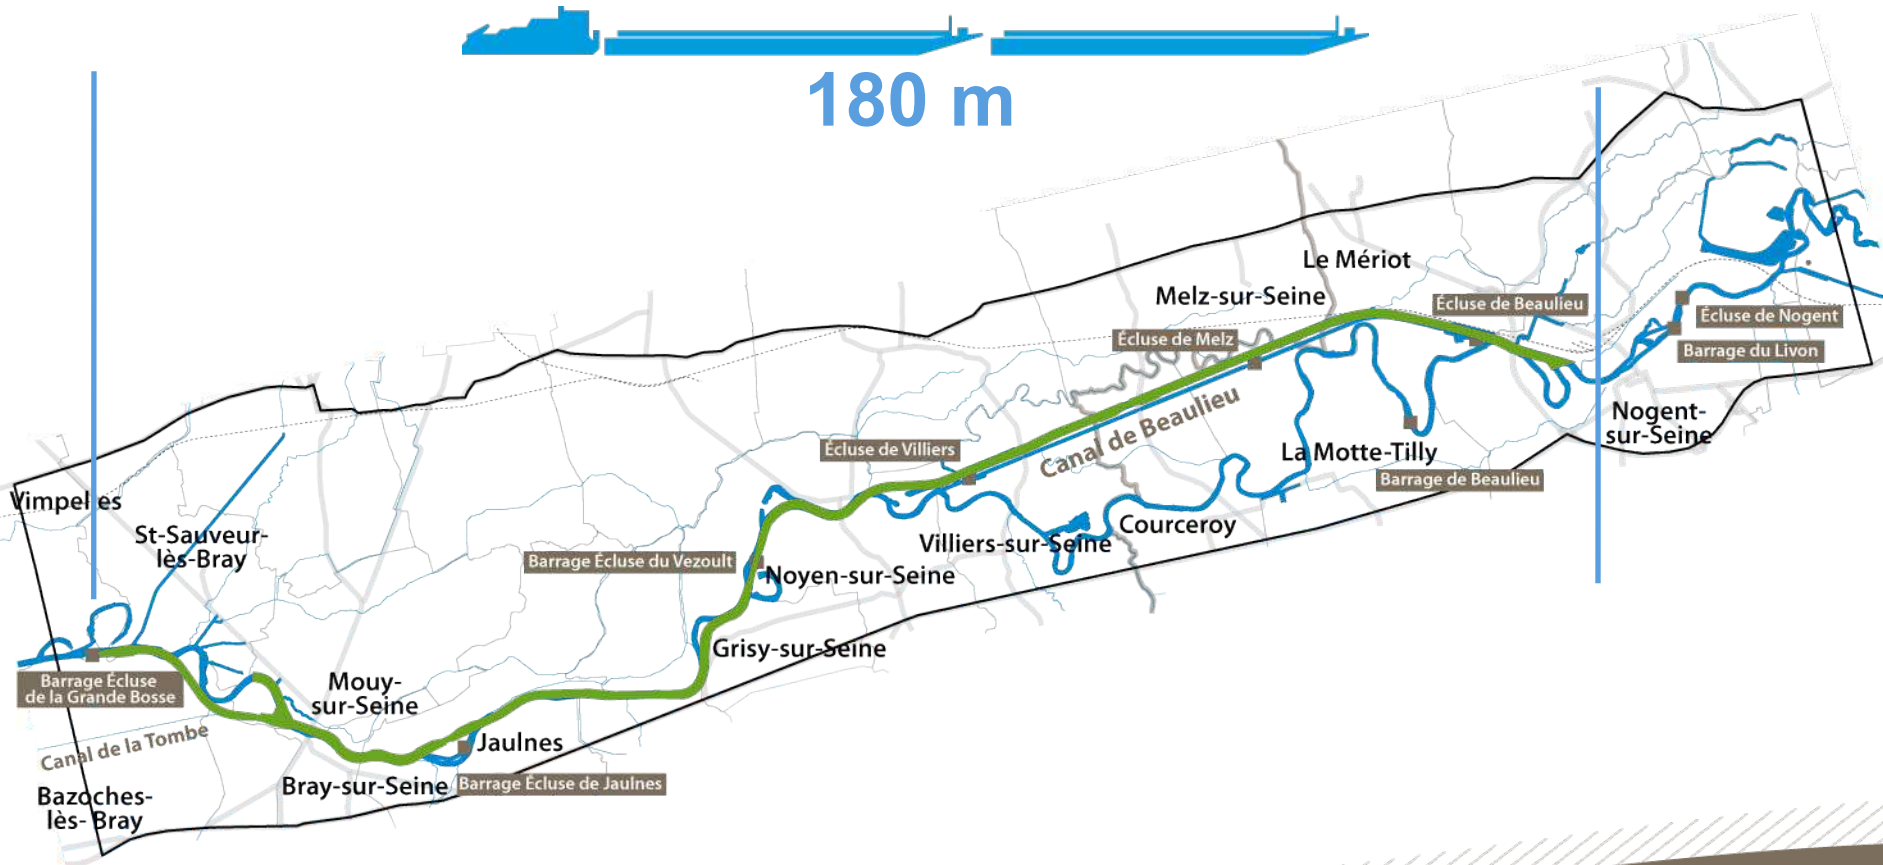 180 m
Le Mériot
Melz-sur-Seine
Écluse de Beaulieu
Écluse de Nogent
Écluse de Melz
Barrage du Livon
Canal de Beaulieu
Nogent-
sur-Seine
Écluse de Villiers
La Motte-Tilly
Barrage de Beaulieu
Vimpelles
St-Sauveur-
lès-Bray
Courceroy
Villiers-sur-Seine
Barrage Écluse du Vezoult
Noyen-sur-Seine
Grisy-sur-Seine
Barrage Écluse
de la Grande Bosse
Mouy-
sur-Seine
Canal de la Tombe
Jaulnes
Bray-sur-Seine
Barrage Écluse de Jaulnes
Bazoches-
lès-Bray